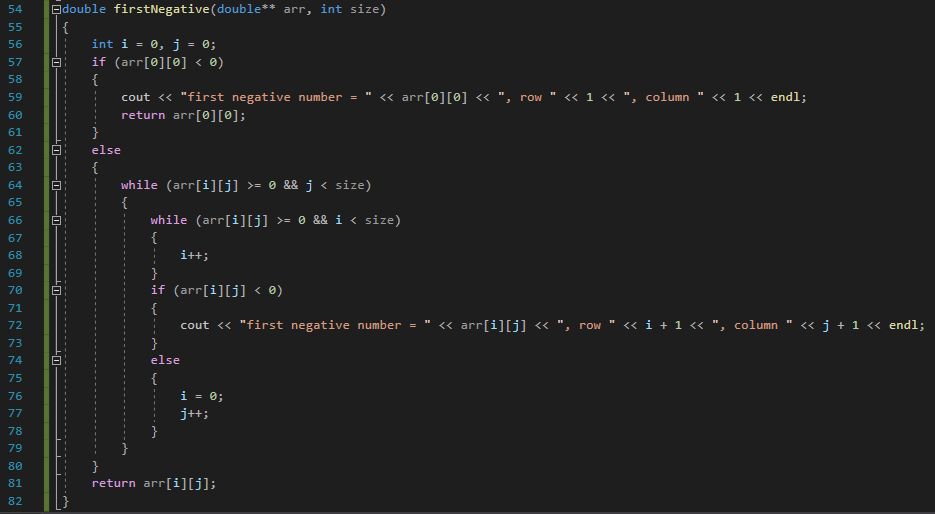 54 double firstNegative(double** arr, int size)
55 {
56 int i = 0, j = 0;
57 if (arr[0][0] < 0)
58 {
59 cout << "first negative number = " << arr[0][0] << ", row " << 1 << ", column " << 1 << endl;
60 return arr[0][0];
61 }
62 else
63 {
64 while (arr[i][j] >= 0 && j < size)
65 {
66 while (arr[i][j] >= 0 && i < size)
67 {
68 i++;
69 }
70 if (arr[i][j] < 0)
71 {
72 cout << "first negative number = " << arr[i][j] << ", row " << i + 1 << ", column " << j + 1 << endl;
73 }
74 else
75 {
76 i = 0;
77 j++;
78 }
79 }
80 }
81 return arr[i][j];
82 }